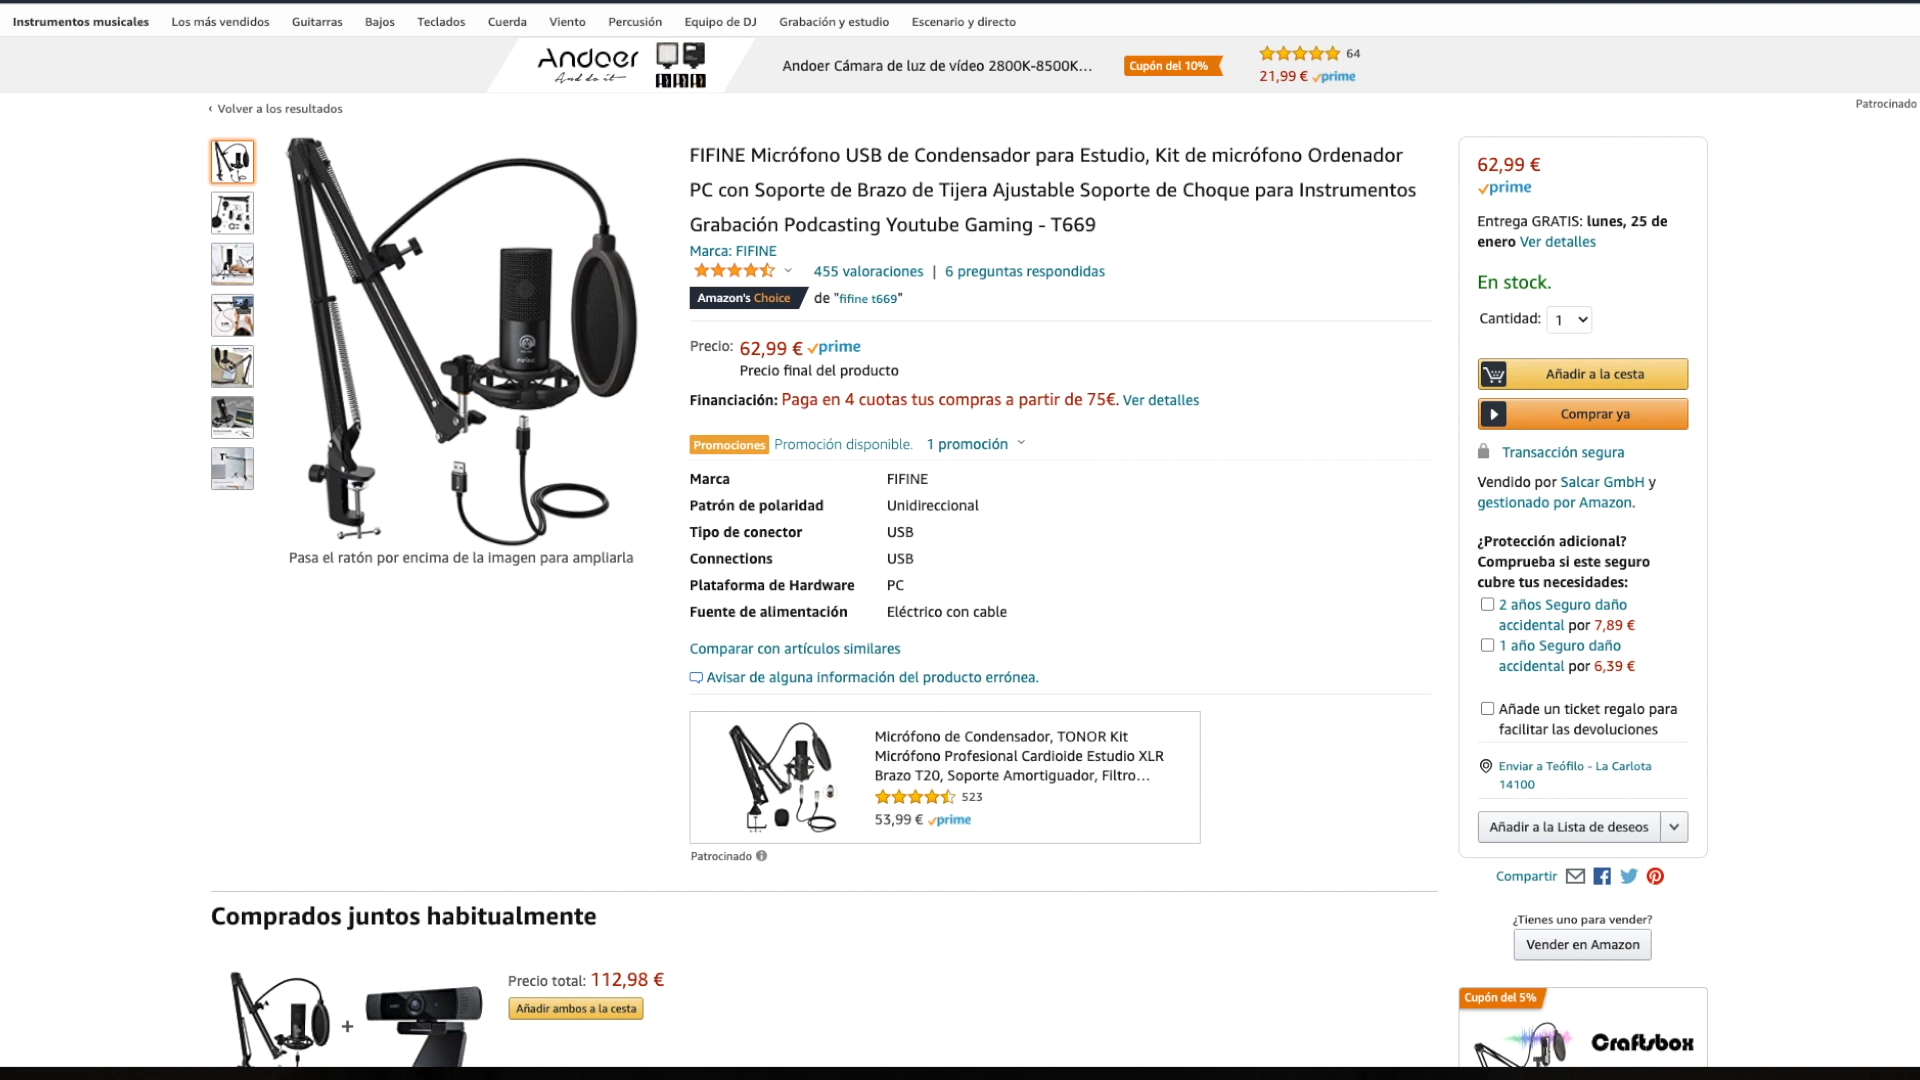 Instrumentos musicales Los más vendidos Guitarras Bajos Teclados Cuerda Viento Percusión Equipo de DJ Grabación y estudio Escenario y directo
Andoer
And do it
Andoer Cámara de luz de vídeo 2800K-8500K...
Cupón del 10%
64
21,99 € prime
Patrocinado
‹ Volver a los resultados
FIFINE Micrófono USB de Condensador para Estudio, Kit de micrófono Ordenador
PC con Soporte de Brazo de Tijera Ajustable Soporte de Choque para Instrumentos
Grabación Podcasting Youtube Gaming - T669
Marca: FIFINE
455 valoraciones | 6 preguntas respondidas
Amazon's Choice de "fifine t669"
Precio: 62,99 € prime
Precio final del producto
Financiación: Paga en 4 cuotas tus compras a partir de 75€. Ver detalles
Promociones Promoción disponible. 1 promoción
Marca FIFINE
Patrón de polaridad Unidireccional
Tipo de conector USB
Connections USB
Plataforma de Hardware PC
Fuente de alimentación Eléctrico con cable
Comparar con artículos similares
Avisar de alguna información del producto errónea.
FIFINE
Pasa el ratón por encima de la imagen para ampliarla
Micrófono de Condensador, TONOR Kit
Micrófono Profesional Cardioide Estudio XLR
Brazo T20, Soporte Amortiguador, Filtro...
523
53,99 € prime
Patrocinado
62,99 €
prime
Entrega GRATIS: lunes, 25 de
enero Ver detalles
En stock.
Cantidad: 1
Añadir a la cesta
Comprar ya
Transacción segura
Vendido por Salcar GmbH y
gestionado por Amazon.
¿Protección adicional?
Comprueba si este seguro
cubre tus necesidades:
2 años Seguro daño
accidental por 7,89 €
1 año Seguro daño
accidental por 6,39 €
Añade un ticket regalo para
facilitar las devoluciones
Enviar a Teófilo - La Carlota
14100
Añadir a la Lista de deseos
Compartir
¿Tienes uno para vender?
Vender en Amazon
Cupón del 5%
Craftsbox
Comprados juntos habitualmente
+
Precio total: 112,98 €
Añadir ambos a la cesta